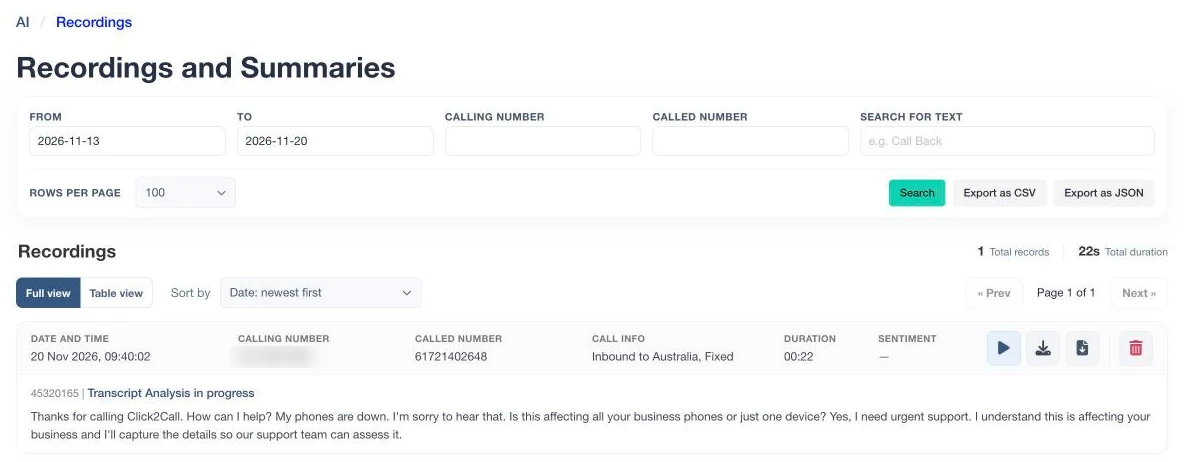 AI / Recordings
Recordings and Summaries
FROM TO CALLING NUMBER CALLED NUMBER SEARCH FOR TEXT
2026-11-13 2026-11-20 e.g. Call Back
ROWS PER PAGE 100 Search Export as CSV Export as JSON
Recordings 1 Total records 22s Total duration
Full view Table view Sort by Date: newest first « Prev Page 1 of 1 Next »
DATE AND TIME CALLING NUMBER CALLED NUMBER CALL INFO DURATION SENTIMENT
20 Nov 2026, 09:40:02 61721402648 Inbound to Australia, Fixed 00:22 —
45320165 | Transcript Analysis in progress
Thanks for calling Click2Call. How can I help? My phones are down. I'm sorry to hear that. Is this affecting all your business phones or just one device? Yes, I need urgent support. I understand this is affecting your
business and I'll capture the details so our support team can assess it.